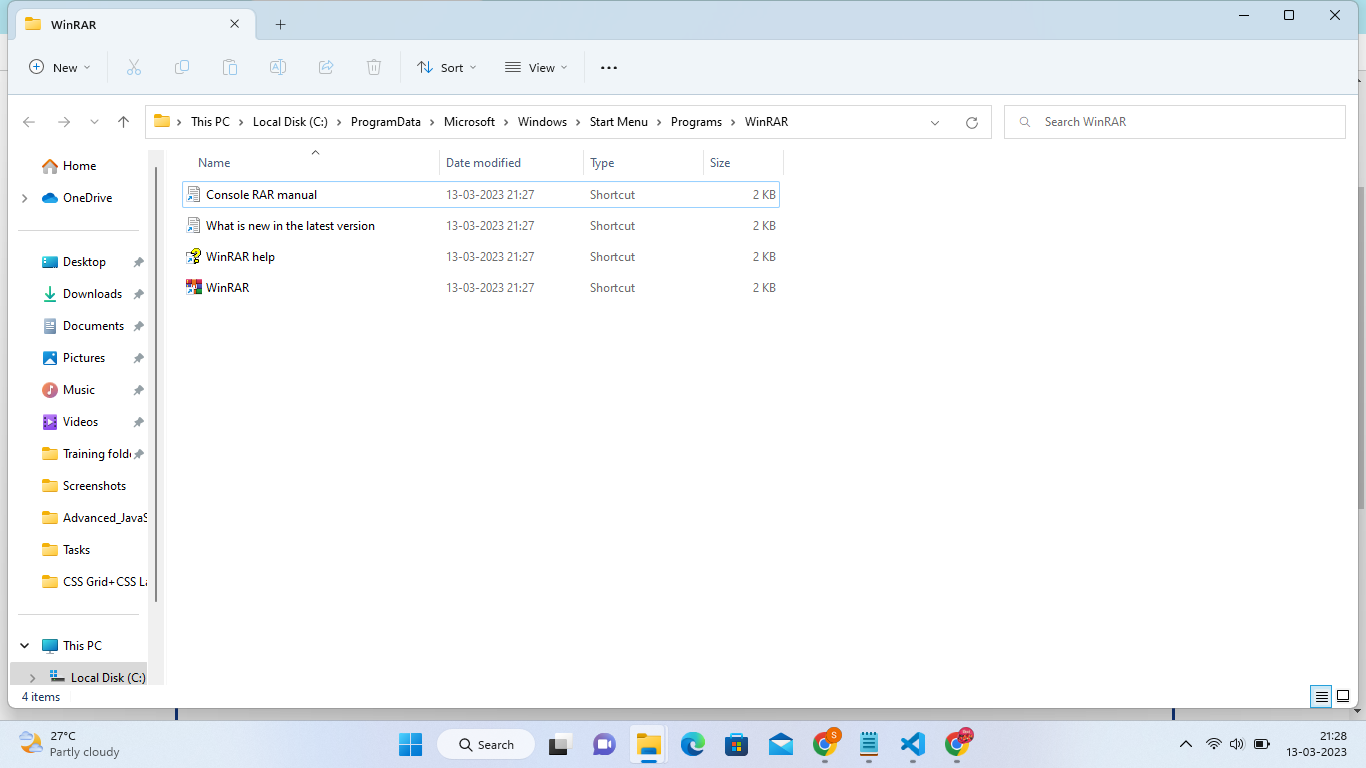 WinRAR
New
Sort
View
This PC
Local Disk (C:)
ProgramData
Microsoft
Windows
Start Menu
Programs
WinRAR
Search WinRAR
Home
OneDrive
Desktop
Downloads
Documents
Pictures
Music
Videos
Training folde
Screenshots
Advanced_JavaS
Tasks
CSS Grid+CSS La
This PC
Local Disk (C:)
Name Date modified Type Size
Console RAR manual 13-03-2023 21:27 Shortcut 2 KB
What is new in the latest version 13-03-2023 21:27 Shortcut 2 KB
WinRAR help 13-03-2023 21:27 Shortcut 2 KB
WinRAR 13-03-2023 21:27 Shortcut 2 KB
4 items
27°C
Partly cloudy
Search
S
21:28
13-03-2023